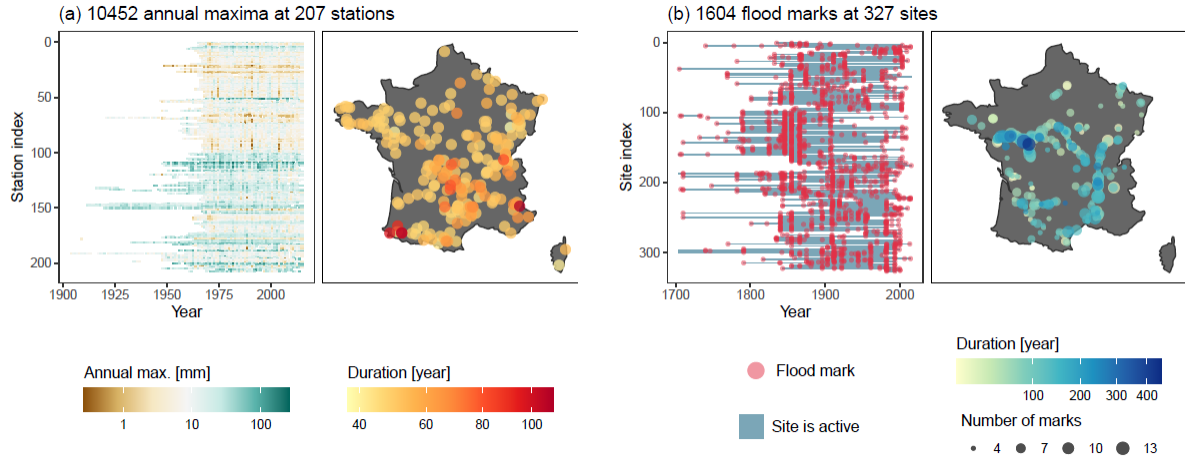 (a) 10452 annual maxima at 207 stations
(b) 1604 flood marks at 327 sites
Station index
0
50
100
150
200
1900
1925
1950
1975
2000
Year
Site index
0
100
200
300
1700
1800
1900
2000
Year
Annual max. [mm]
1
10
100
Duration [year]
40
60
80
100
Flood mark
Site is active
Duration [year]
100
200
300
400
Number of marks
4
7
10
13